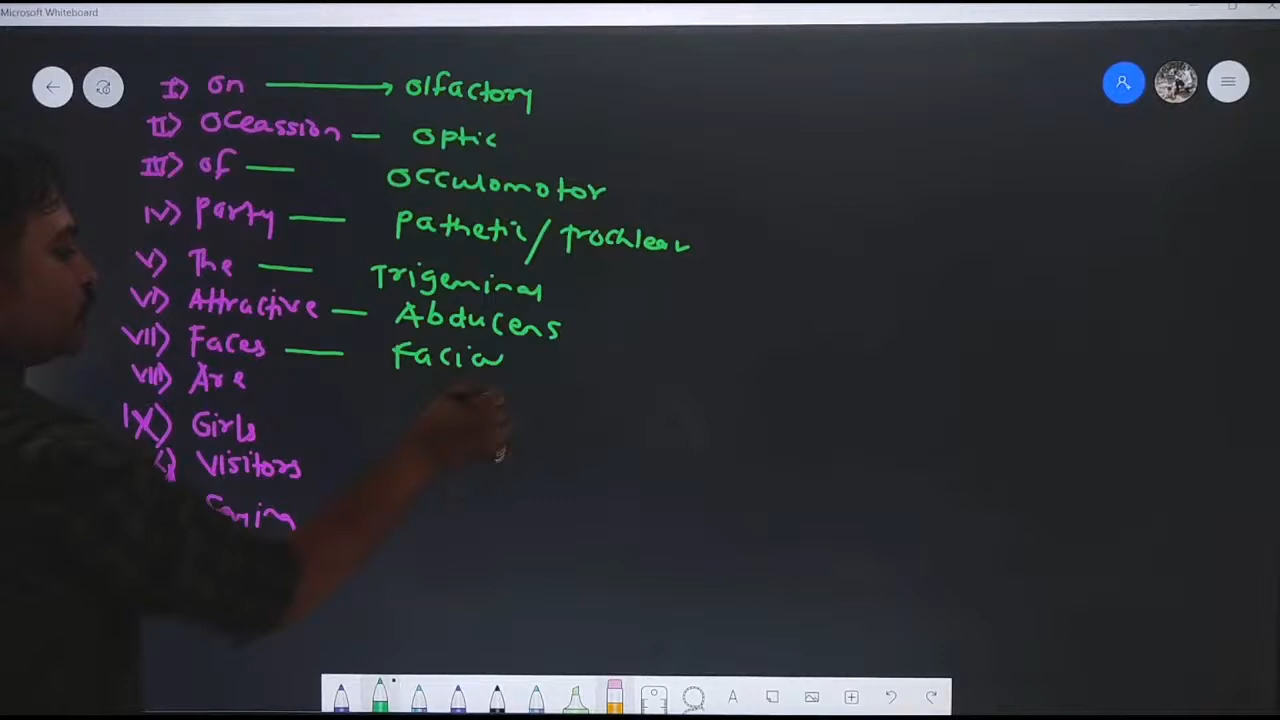 Microsoft Whiteboard
I) On → olfactory
II) Oceassion — optic
III) of — Occulomotor
IV) Party — Pathetic/Trochlear
V) The — Trigeminal
VI) Attractive — Abducens
VII) Faces — Facial
VIII) Are
IX) Girls
Visitors